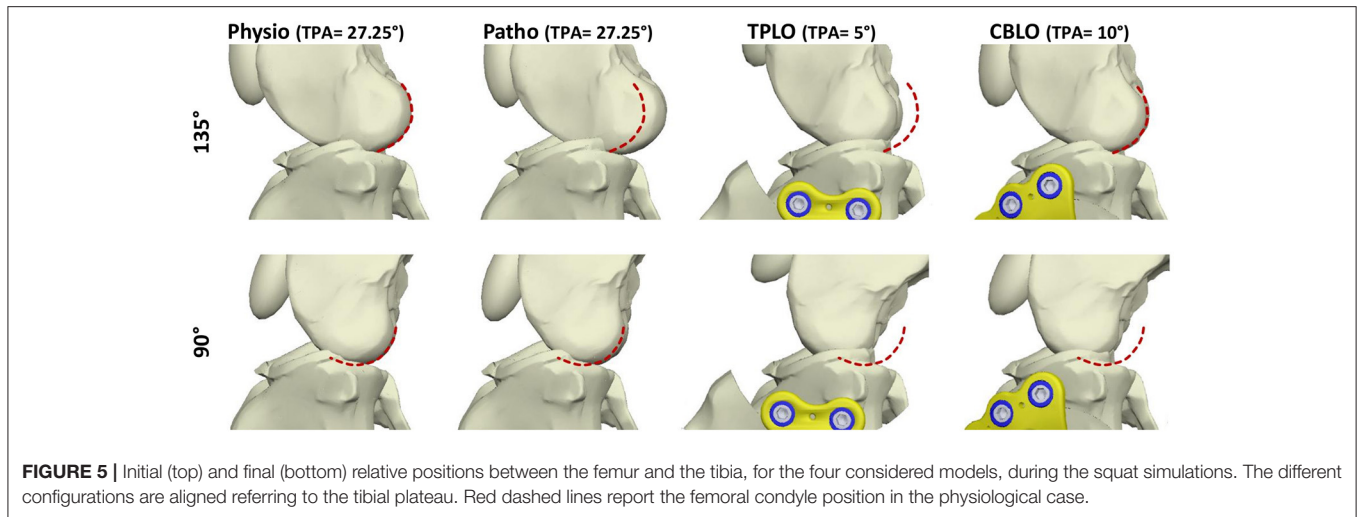 Physio (TPA= 27.25°) Patho (TPA= 27.25°) TPLO (TPA= 5°) CBLO (TPA= 10°)
135°
90°
FIGURE 5 | Initial (top) and final (bottom) relative positions between the femur and the tibia, for the four considered models, during the squat simulations. The different
configurations are aligned referring to the tibial plateau. Red dashed lines report the femoral condyle position in the physiological case.